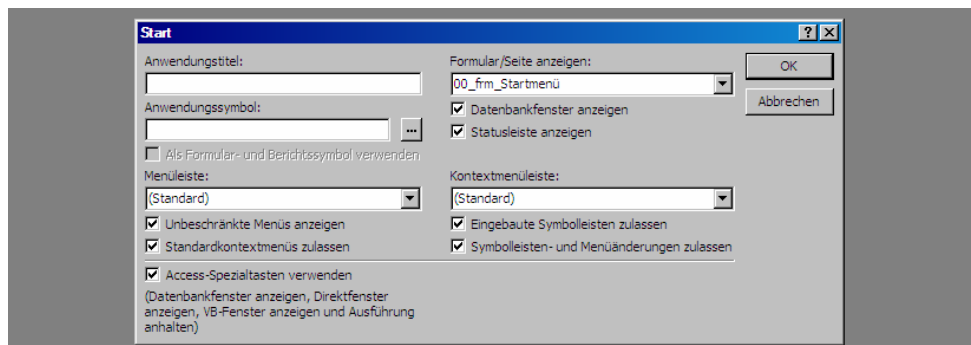 Start
Anwendungstitel:
Formular/Seite anzeigen:
OK
00_frm_Startmenü
Anwendungssymbol:
Datenbankfenster anzeigen
Abbrechen
...
Statusleiste anzeigen
Als Formular- und Berichtssymbol verwenden
Menüleiste:
Kontextmenüleiste:
(Standard)
(Standard)
Unbeschränkte Menüs anzeigen
Eingebaute Symbolleisten zulassen
Standardkontextmenüs zulassen
Symbolleisten- und Menüänderungen zulassen
Access-Spezialtasten verwenden
(Datenbankfenster anzeigen, Direktfenster
anzeigen, VB-Fenster anzeigen und Ausführung
anhalten)